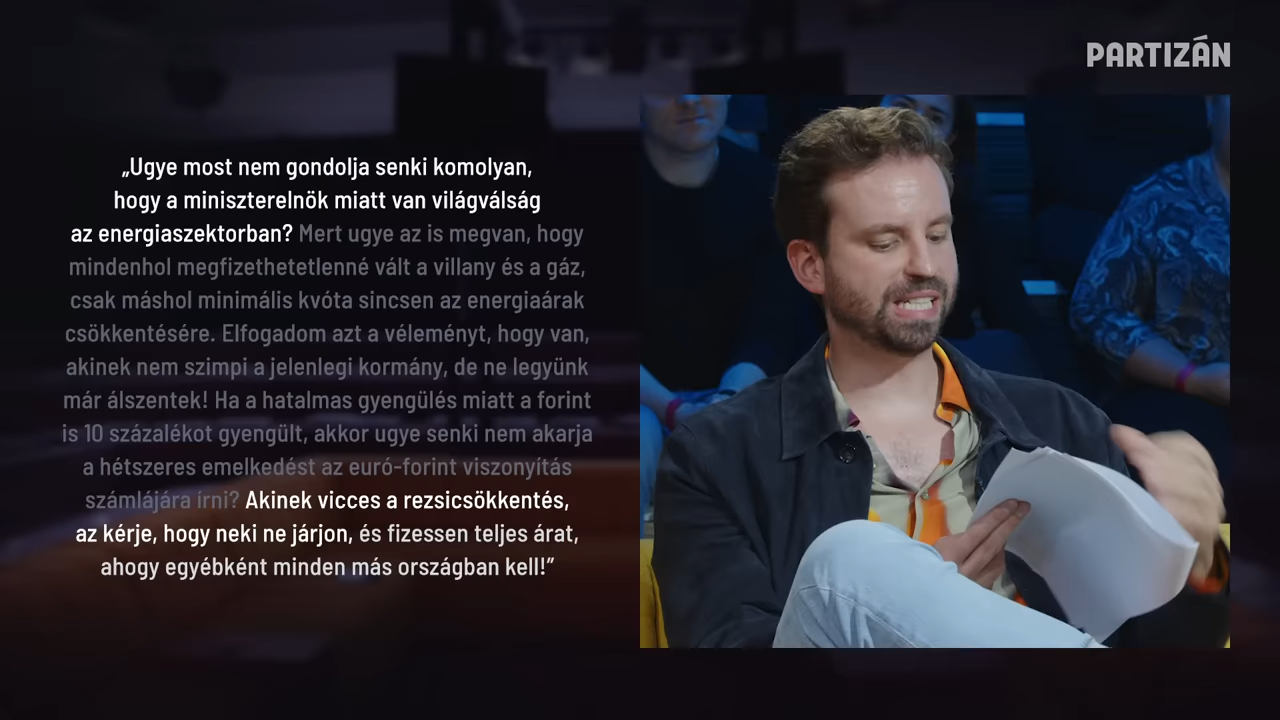 PARTIZÁN
„Ugye most nem gondolja senki komolyan,
hogy a miniszterelnök miatt van világválság
az energiaszektorban? Mert ugye az is megvan, hogy
mindenhol megfizethetetlenné vált a villany és a gáz,
csak máshol minimális kvóta sincsen az energiaárak
csökkentésére. Elfogadom azt a véleményt, hogy van,
akinek nem szimpi a jelenlegi kormány, de ne legyünk
már álszentek! Ha a hatalmas gyengülés miatt a forint
is 10 százalékot gyengült, akkor ugye senki nem akarja
a hétszeres emelkedést az euró-forint viszonyítás
számlájára írni? Akinek vicces a rezsicsökkentés,
az kérje, hogy neki ne járjon, és fizessen teljes árat,
ahogy egyébként minden más országban kell!”